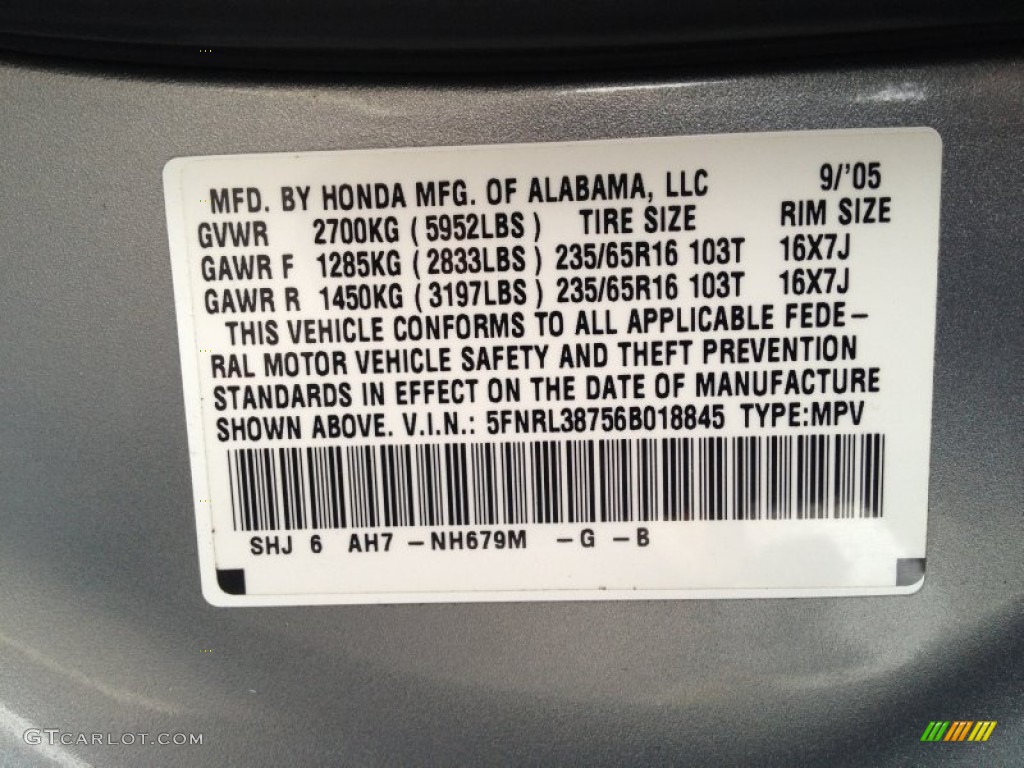 MFD. BY HONDA MFG. OF ALABAMA, LLC 9/'05
GVWR 2700KG ( 5952LBS ) TIRE SIZE RIM SIZE
GAWR F 1285KG ( 2833LBS ) 235/65R16 103T 16X7J
GAWR R 1450KG ( 3197LBS ) 235/65R16 103T 16X7J
THIS VEHICLE CONFORMS TO ALL APPLICABLE FEDE-
RAL MOTOR VEHICLE SAFETY AND THEFT PREVENTION
STANDARDS IN EFFECT ON THE DATE OF MANUFACTURE
SHOWN ABOVE. V.I.N.: 5FNRL38756B018845 TYPE:MPV
SHJ 6 AH7 -NH679M -G -B
GTCARLOT.COM